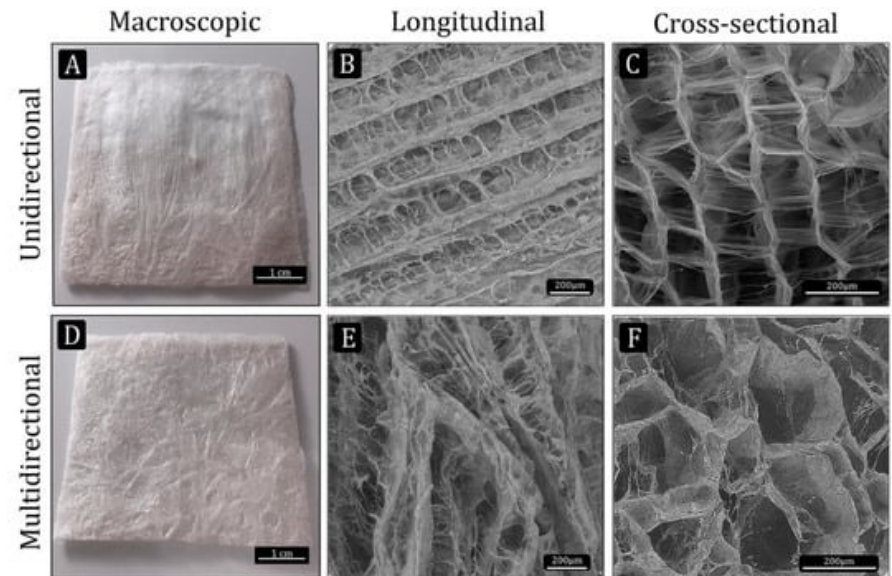 Macroscopic Longitudinal Cross-sectional
Unidirectional
A
1 cm
B
200μm
C
200μm
Multidirectional
D
1 cm
E
200μm
F
200μm